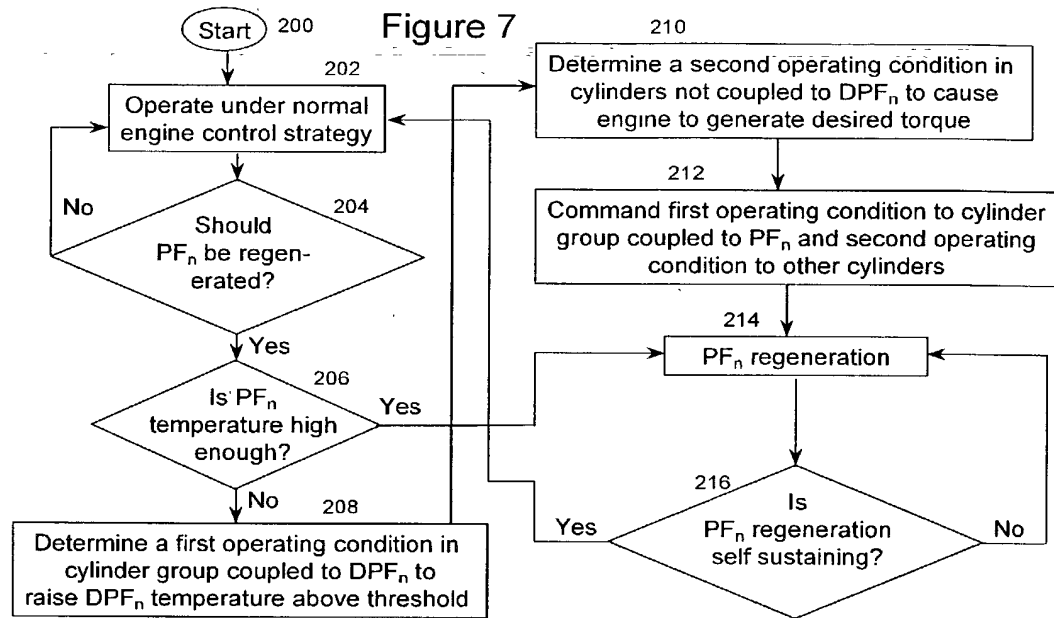 Figure 7
Start
200
202
Operate under normal
engine control strategy
No
204
Should
PFn be regen-
erated?
Yes
206
Is PFn
temperature high
enough?
Yes
No
208
Determine a first operating condition in
cylinder group coupled to DPFn to
raise DPFn temperature above threshold
210
Determine a second operating condition in
cylinders not coupled to DPFn to cause
engine to generate desired torque
212
Command first operating condition to cylinder
group coupled to PFn and second operating
condition to other cylinders
214
PFn regeneration
216
Is
PFn regeneration
self sustaining?
Yes
No